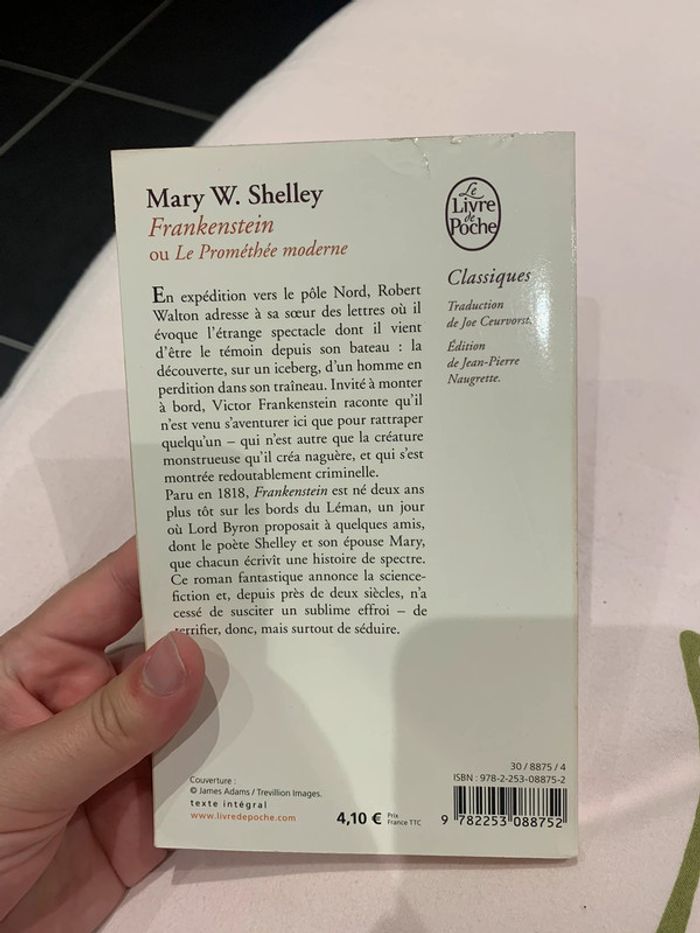 Mary W. Shelley
Frankenstein
ou Le Prométhée moderne
En expédition vers le pôle Nord, Robert
Walton adresse à sa sœur des lettres où il
évoque l'étrange spectacle dont il vient
d'être le témoin depuis son bateau : la
découverte, sur un iceberg, d'un homme en
perdition dans son traîneau. Invité à monter
à bord, Victor Frankenstein raconte qu'il
n'est venu s'aventurer ici que pour rattraper
quelqu'un – qui n'est autre que la créature
monstrueuse qu'il créa naguère, et qui s'est
montrée redoutablement criminelle.
Paru en 1818, Frankenstein est né deux ans
plus tôt sur les bords du Léman, un jour
où Lord Byron proposait à quelques amis,
dont le poète Shelley et son épouse Mary,
que chacun écrivît une histoire de spectre.
Ce roman fantastique annonce la science-
fiction et, depuis près de deux siècles, n'a
cessé de susciter un sublime effroi – de
terrifier, donc, mais surtout de séduire.
Le
Livre
de
Poche
Classiques
Traduction
de Joe Ceurvorst.
Édition
de Jean-Pierre
Naugrette.
Couverture :
© James Adams / Trevillion Images.
texte intégral
www.livredepoche.com
4,10 €
Prix
France TTC
30 / 8875 / 4
ISBN : 978-2-253-08875-2
9 782253 088752